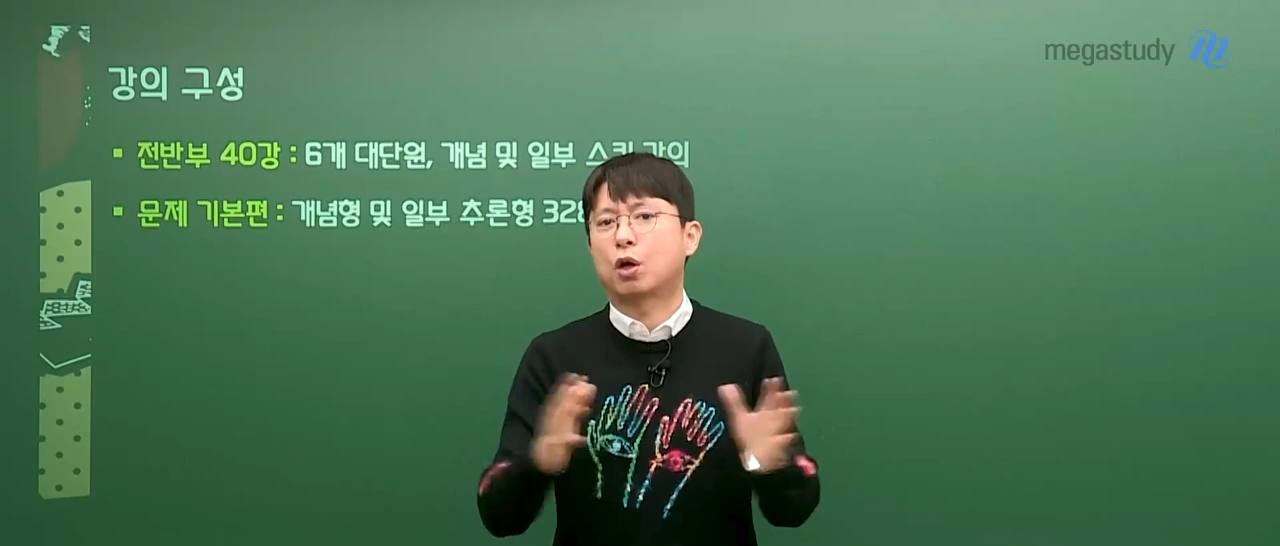 megastudy
강의 구성
▪ 전반부 40강 : 6개 대단원, 개념 및 일부 스킬 강의
▪ 문제 기본편 : 개념형 및 일부 추론형 328